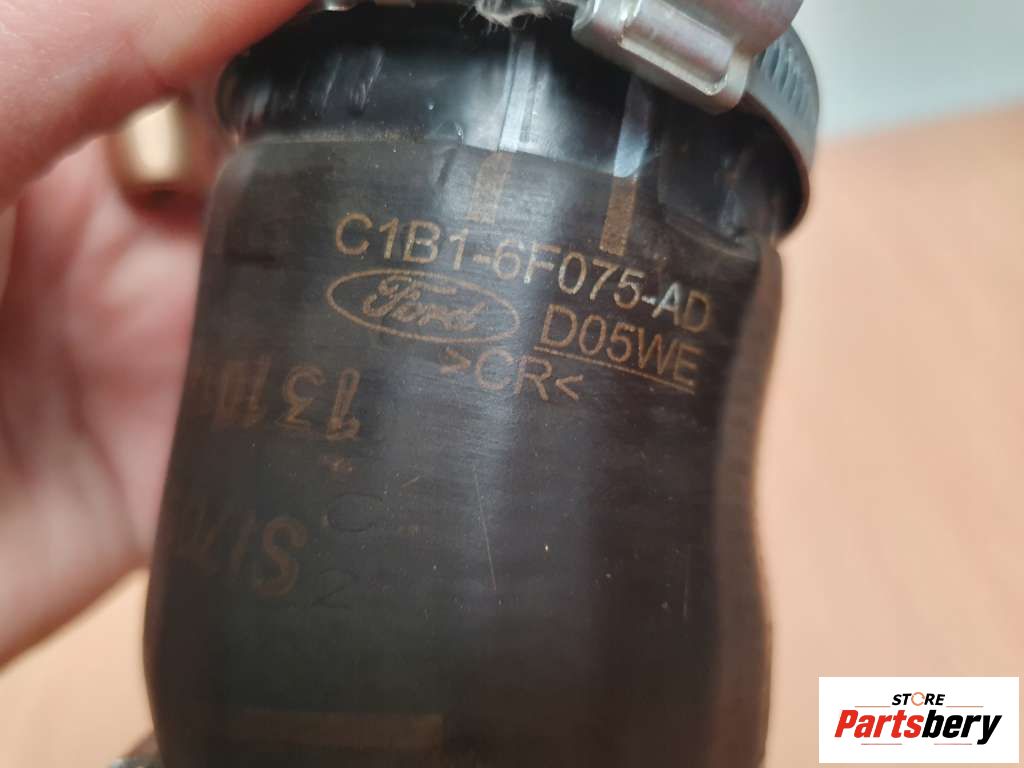 C1B1-6F075-AD
Ford D05WE
>CR<
STORE
Partsbery